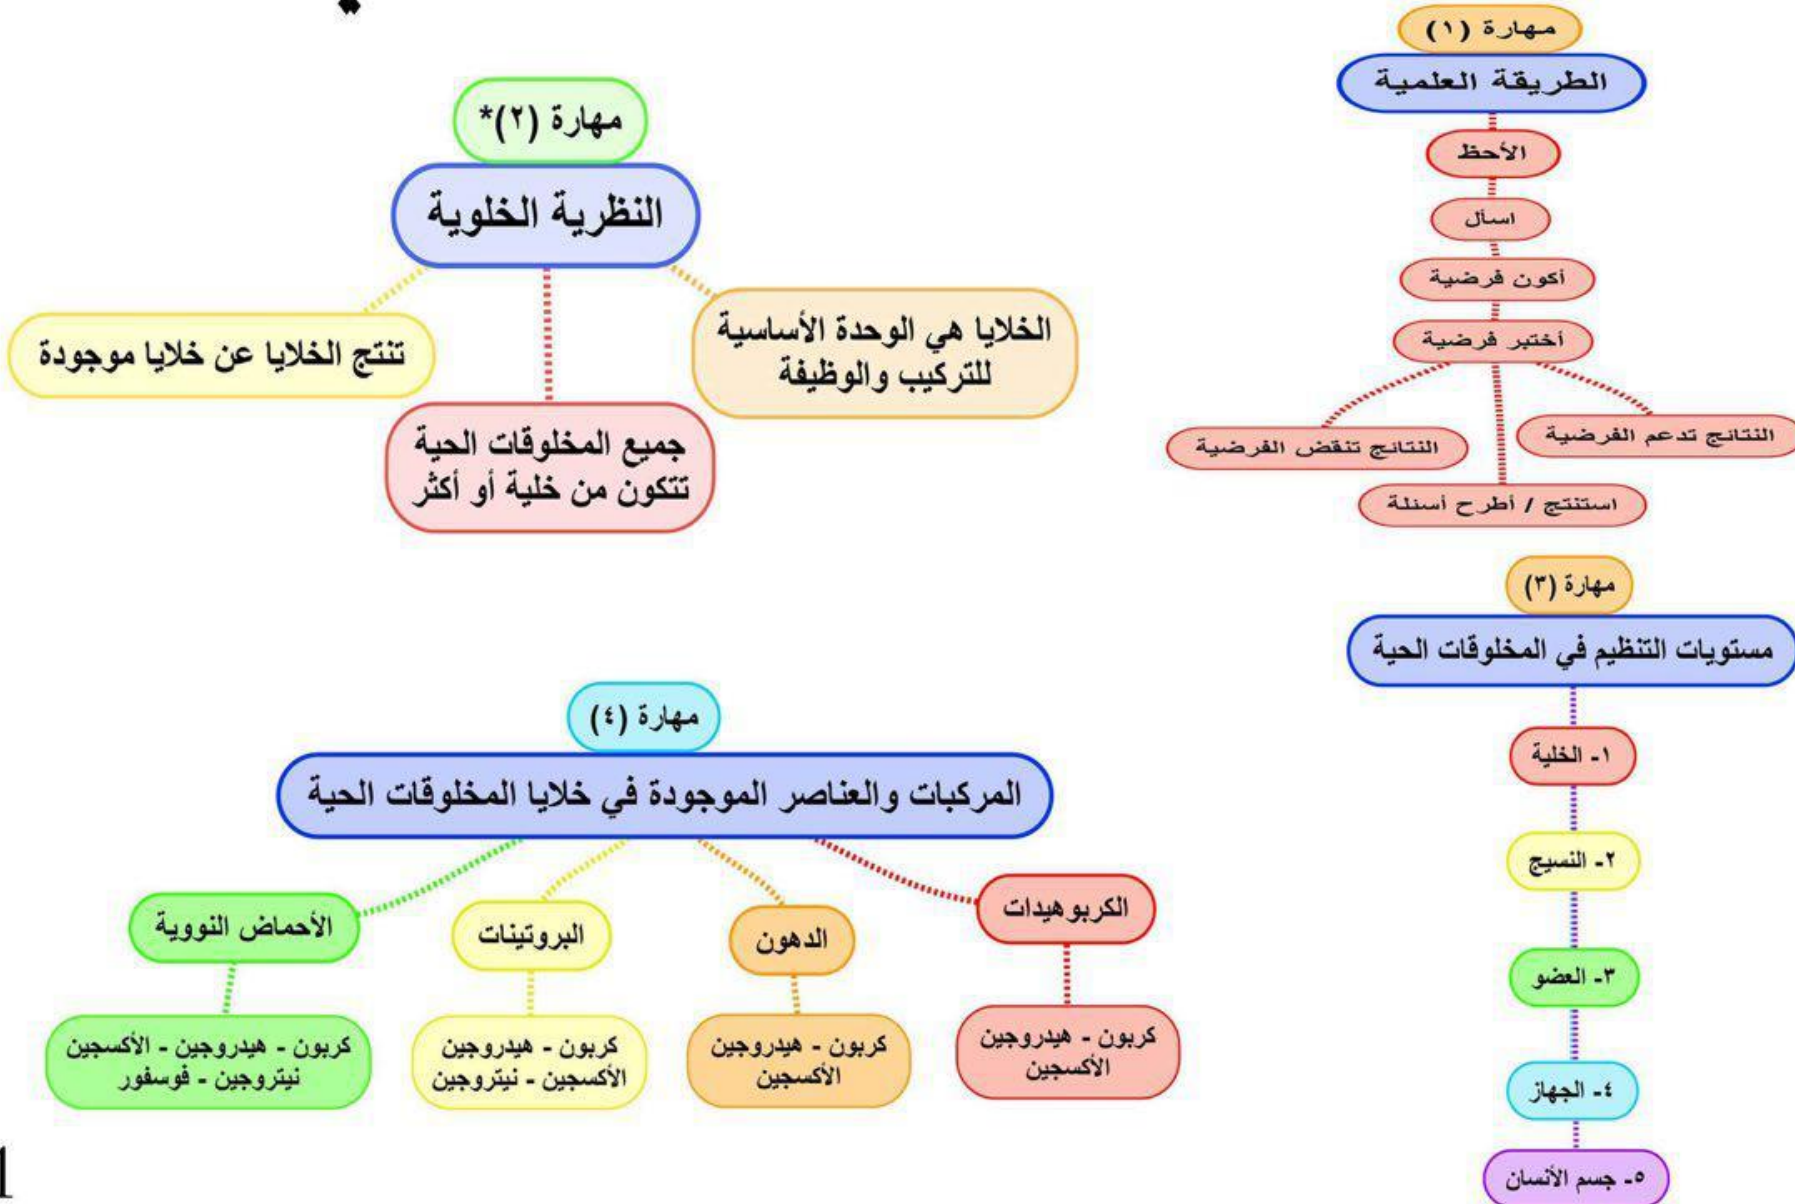 مهارة (١)
الطريقة العلمية
الأحظ
اسأل
أكون فرضية
أختبر فرضية
النتائج تدعم الفرضية
النتائج تنقض الفرضية
استنتج / أطرح أسئلة
مهارة (٢)*
النظرية الخلوية
الخلايا هي الوحدة الأساسية
للتركيب والوظيفة
جميع المخلوقات الحية
تتكون من خلية أو أكثر
تنتج الخلايا عن خلايا موجودة
مهارة (٣)
مستويات التنظيم في المخلوقات الحية
١- الخلية
٢- النسيج
٣- العضو
٤- الجهاز
٥- جسم الأنسان
مهارة (٤)
المركبات والعناصر الموجودة في خلايا المخلوقات الحية
الكربوهيدات
كربون - هيدروجين
الأكسجين
الدهون
كربون - هيدروجين
الأكسجين
البروتينات
كربون - هيدروجين
الأكسجين - نيتروجين
الأحماض النووية
كربون - هيدروجين - الأكسجين
نيتروجين - فوسفور
1